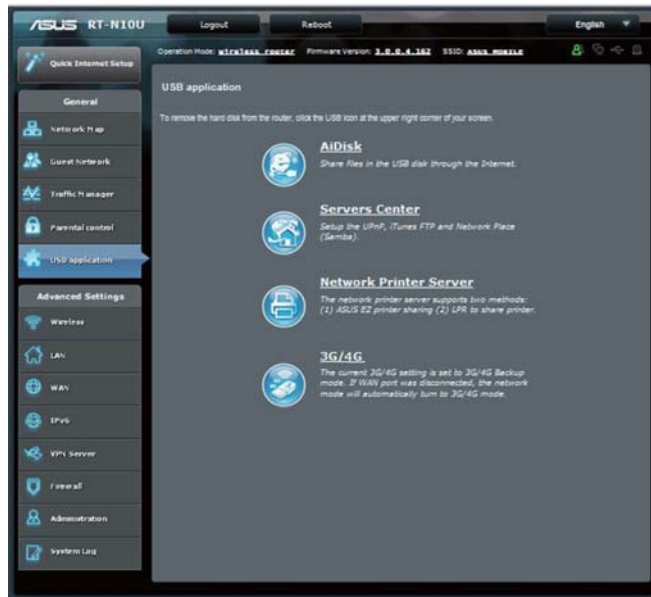 ASUS RT-N10U
Logout
Reboot
English
Operation Mode: wireless router Firmware Version: 3.0.0.4.162 SSID: ASUS MOBILE
Quick Internet Setup
General
Network Map
Guest Network
Traffic Manager
Parental control
USB application
Advanced Settings
Wireless
LAN
WAN
IPv6
VPN Server
Firewall
Administration
System Log
USB application
To remove the hard disk from the router, click the USB icon at the upper right corner of your screen.
AiDisk
Share files in the USB disk through the Internet.
Servers Center
Setup the UPnP, iTunes FTP and Network Place
(Samba).
Network Printer Server
The network printer server supports two methods:
(1) ASUS EZ printer sharing (2) LPR to share printer.
3G/4G
The current 3G/4G setting is set to 3G/4G Backup
mode. If WAN port was disconnected, the network
mode will automatically turn to 3G/4G mode.